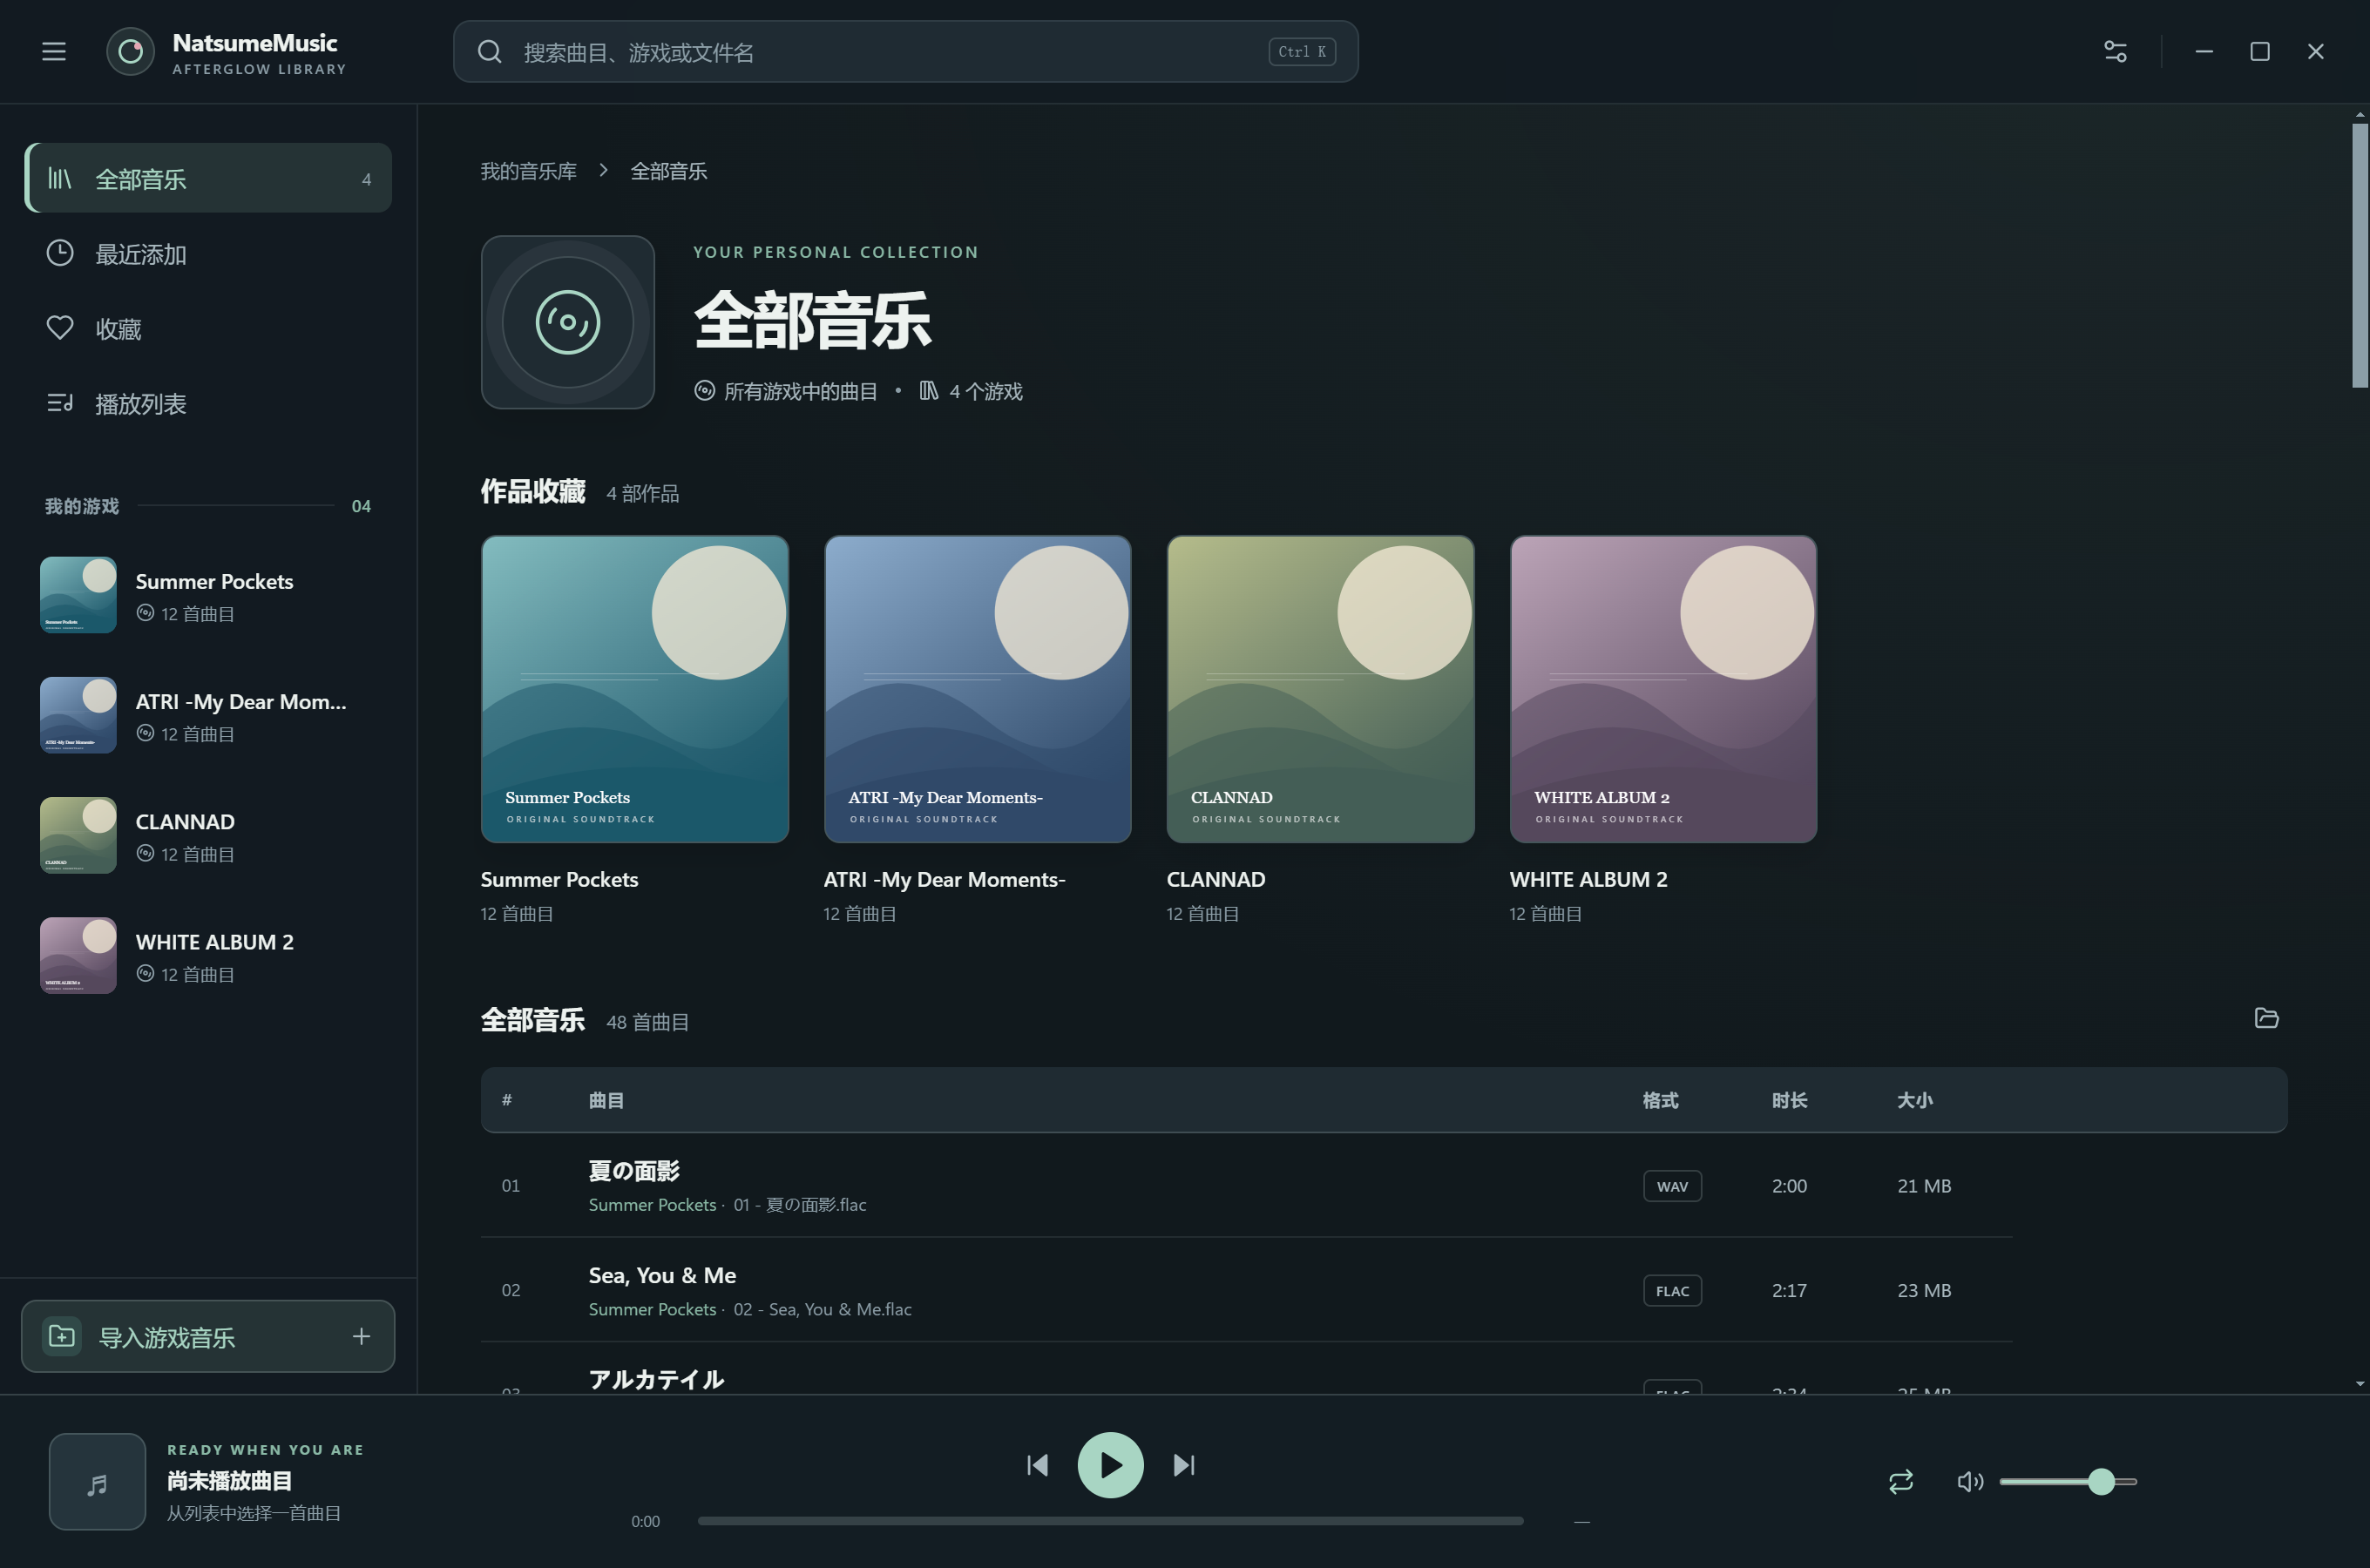 NatsumeMusic
AFTERGLOW LIBRARY
搜索曲目、游戏或文件名
Ctrl K
全部音乐
4
最近添加
收藏
播放列表
我的游戏
04
Summer Pockets
12 首曲目
ATRI -My Dear Mom...
12 首曲目
CLANNAD
12 首曲目
WHITE ALBUM 2
12 首曲目
导入游戏音乐
我的音乐库 > 全部音乐
YOUR PERSONAL COLLECTION
全部音乐
所有游戏中的曲目 • 4 个游戏
作品收藏 4 部作品
Summer Pockets
ORIGINAL SOUNDTRACK
ATRI -My Dear Moments-
ORIGINAL SOUNDTRACK
CLANNAD
ORIGINAL SOUNDTRACK
WHITE ALBUM 2
ORIGINAL SOUNDTRACK
Summer Pockets
12 首曲目
ATRI -My Dear Moments-
12 首曲目
CLANNAD
12 首曲目
WHITE ALBUM 2
12 首曲目
全部音乐 48 首曲目
# 曲目 格式 时长 大小
01 夏の面影 WAV 2:00 21 MB
Summer Pockets · 01 - 夏の面影.flac
02 Sea, You & Me FLAC 2:17 23 MB
Summer Pockets · 02 - Sea, You & Me.flac
アルカテイル
READY WHEN YOU ARE
尚未播放曲目
从列表中选择一首曲目
0:00
—